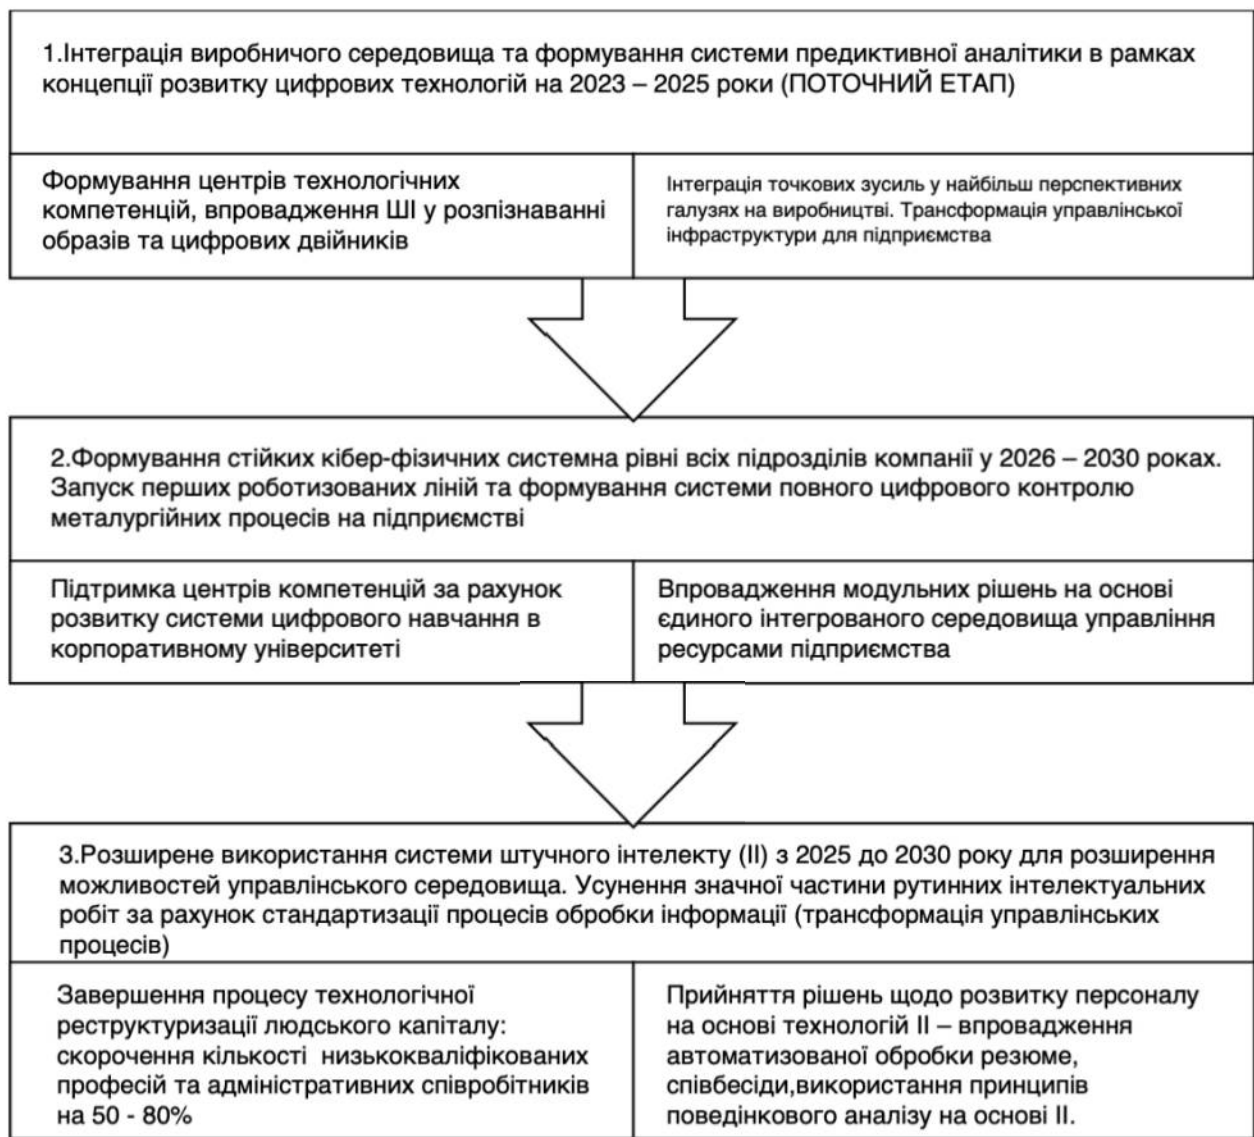 1.Інтеграція виробничого середовища та формування системи предиктивної аналітики в рамках
концепції розвитку цифрових технологій на 2023 – 2025 роки (ПОТОЧНИЙ ЕТАП)
Формування центрів технологічних
компетенцій, впровадження ШІ у розпізнаванні
образів та цифрових двійників
Інтеграція точкових зусиль у найбільш перспективних
галузях на виробництві. Трансформація управлінської
інфраструктури для підприємства
2.Формування стійких кібер-фізичних системна рівні всіх підрозділів компанії у 2026 – 2030 роках.
Запуск перших роботизованих ліній та формування системи повного цифрового контролю
металургійних процесів на підприємстві
Підтримка центрів компетенцій за рахунок
розвитку системи цифрового навчання в
корпоративному університеті
Впровадження модульних рішень на основі
єдиного інтегрованого середовища управління
ресурсами підприємства
3.Розширене використання системи штучного інтелекту (ІІ) з 2025 до 2030 року для розширення
можливостей управлінського середовища. Усунення значної частини рутинних інтелектуальних
робіт за рахунок стандартизації процесів обробки інформації (трансформація управлінських
процесів)
Завершення процесу технологічної
реструктуризації людського капіталу:
скорочення кількості  низькокваліфікованих
професій та адміністративних співробітників
на 50 - 80%
Прийняття рішень щодо розвитку персоналу
на основі технологій ІІ – впровадження
автоматизованої обробки резюме,
співбесіди,використання принципів
поведінкового аналізу на основі ІІ.